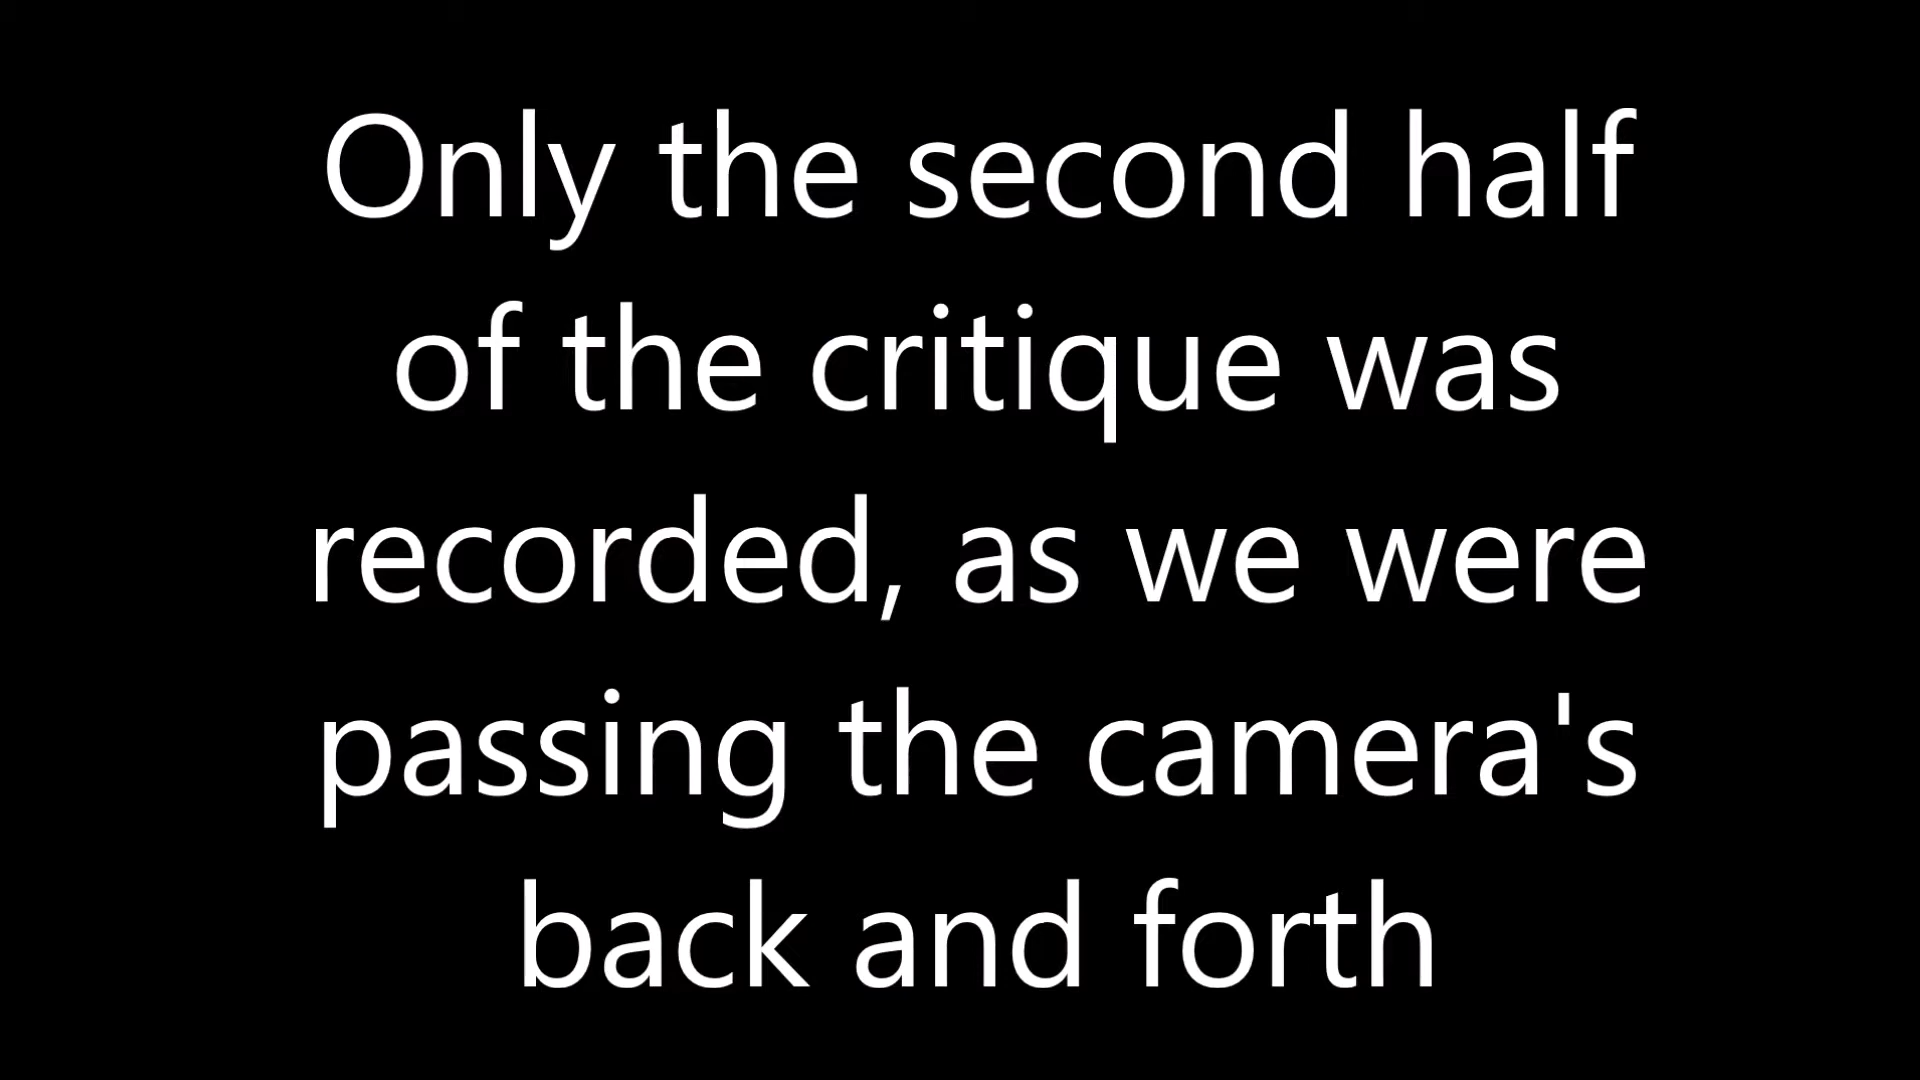 Only the second half
of the critique was
recorded, as we were
passing the camera's
back and forth